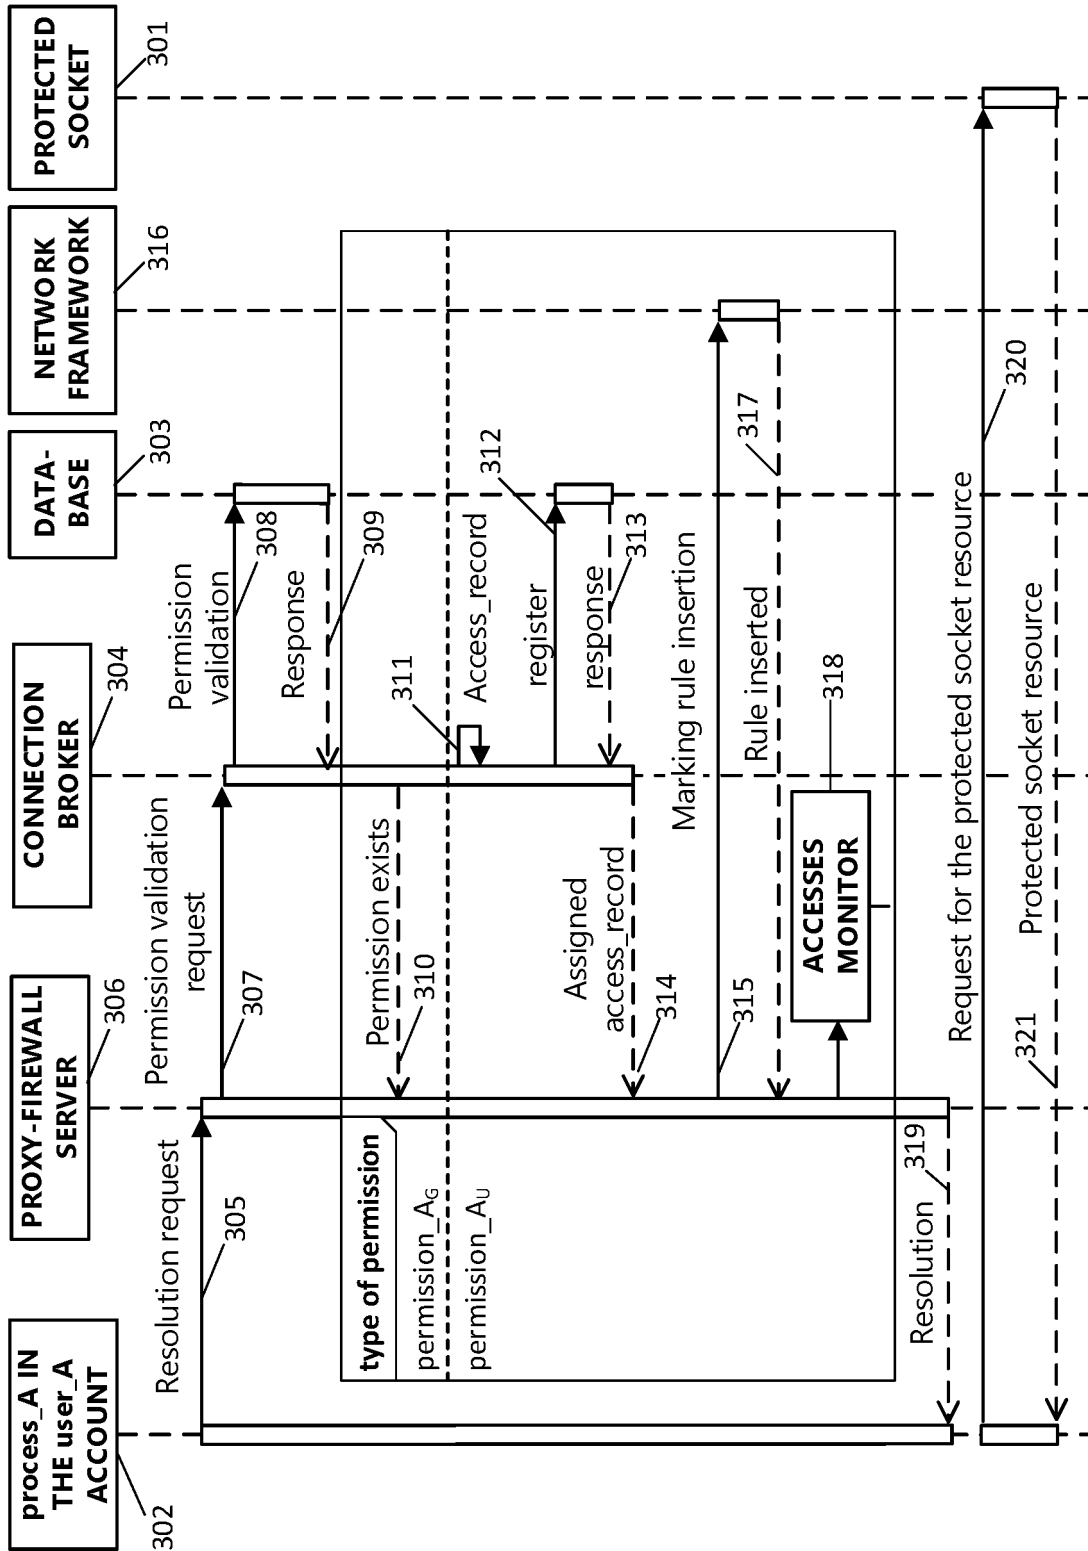 process_A IN
THE user_A
ACCOUNT
302
PROXY-FIREWALL
SERVER
306
CONNECTION
BROKER
304
DATA-
BASE
303
NETWORK
FRAMEWORK
316
PROTECTED
SOCKET
301
Resolution request
305
Permission validation
request
307
Permission
validation
308
Response
309
type of permission
permission_AG
permission_AU
Permission exists
310
311
Access_record
register
312
response
313
Assigned
access_record
314
Marking rule insertion
315
Rule inserted
317
ACCESSES
MONITOR
318
Resolution
319
Request for the protected socket resource
320
Protected socket resource
321